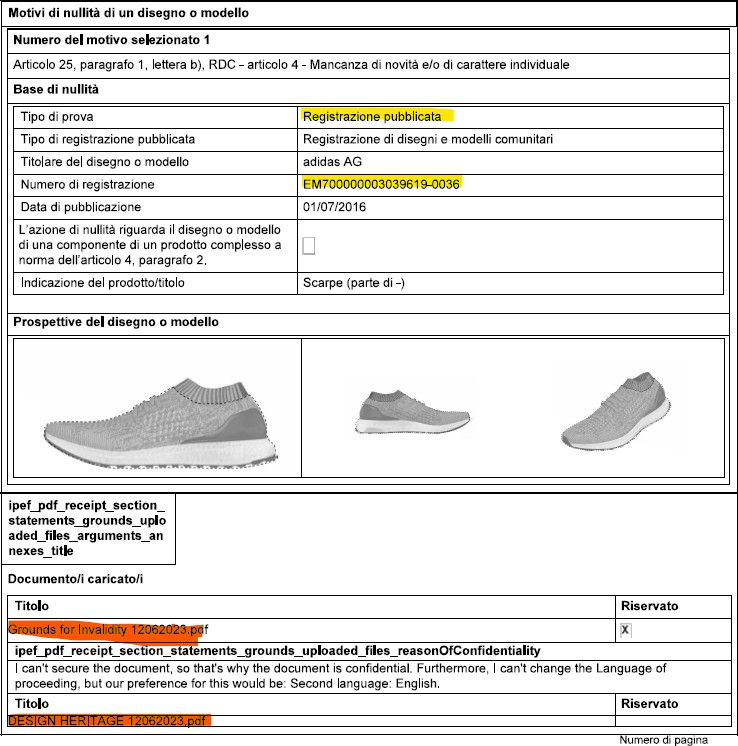 Motivi di nullità di un disegno o modello
Numero del motivo selezionato 1
Articolo 25, paragrafo 1, lettera b), RDC - articolo 4 - Mancanza di novità e/o di carattere individuale
Base di nullità
Tipo di prova Registrazione pubblicata
Tipo di registrazione pubblicata Registrazione di disegni e modelli comunitari
Titolare del disegno o modello adidas AG
Numero di registrazione EM700000003039619-0036
Data di pubblicazione 01/07/2016
L'azione di nullità riguarda il disegno o modello
di una componente di un prodotto complesso a
norma dell'articolo 4, paragrafo 2,
Indicazione del prodotto/titolo Scarpe (parte di -)
Prospettive del disegno o modello
ipef_pdf_receipt_section_
statements_grounds_uplo
aded_files_arguments_an
nexes_title
Documento/i caricato/i
Titolo Riservato
Grounds for Invalidity 12062023.pdf X
ipef_pdf_receipt_section_statements_grounds_uploaded_files_reasonOfConfidentiality
I can't secure the document, so that's why the document is confidential. Furthermore, I can't change the Language of
proceeding, but our preference for this would be: Second language: English.
Titolo Riservato
DESIGN HERITAGE 12062023.pdf
Numero di pagina